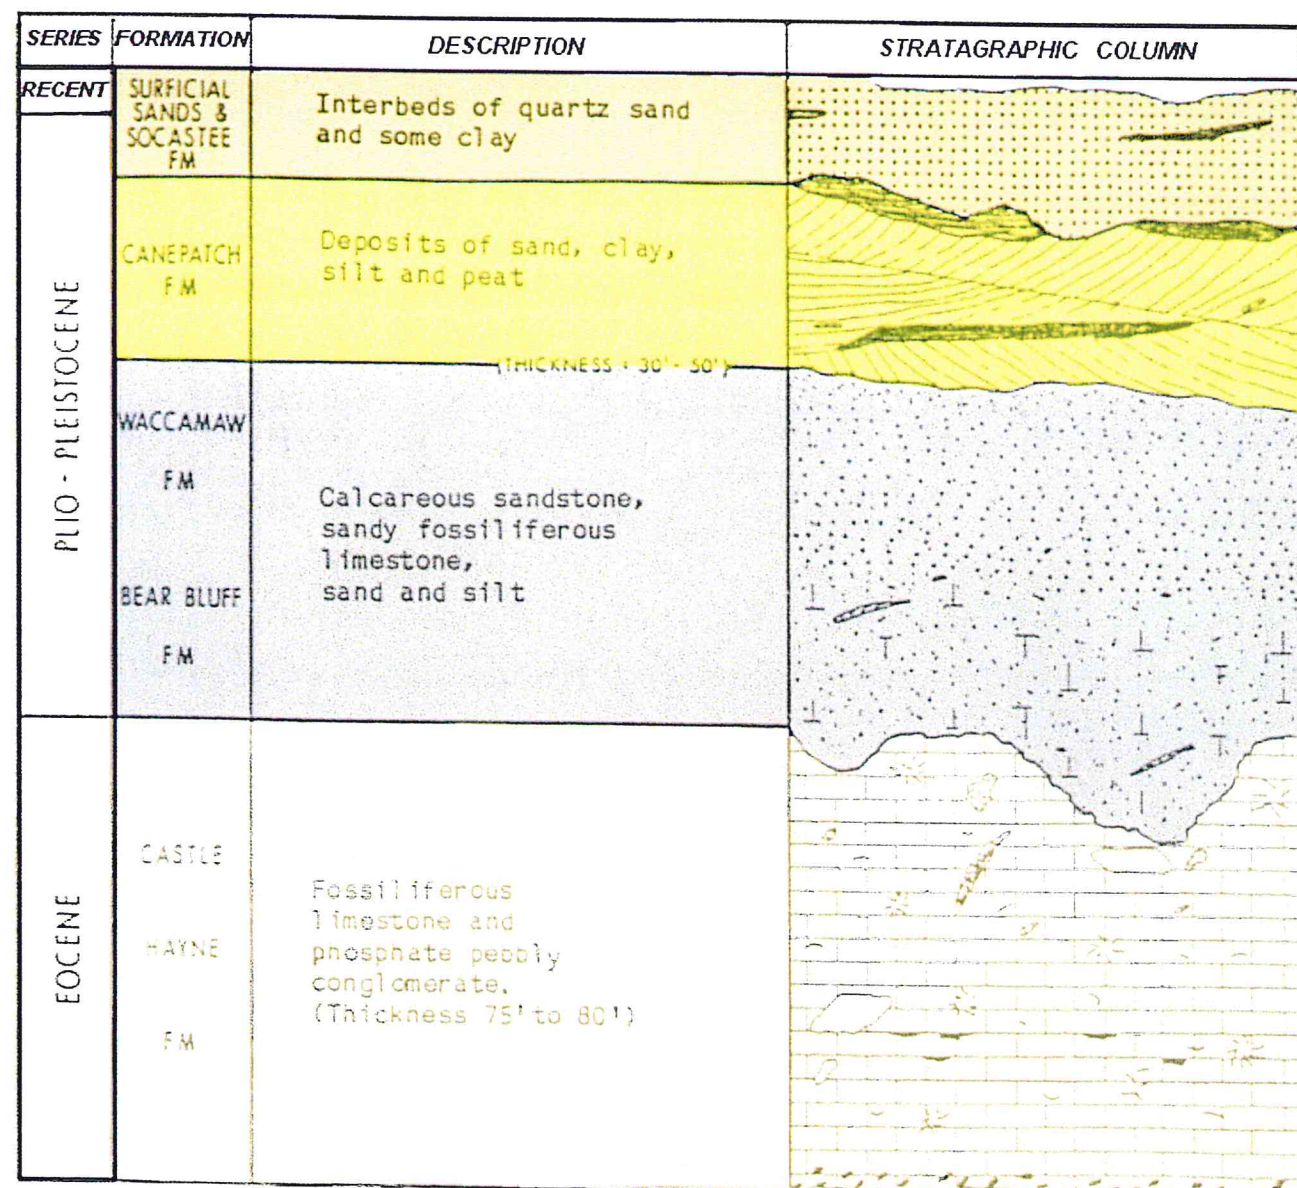 SERIES FORMATION DESCRIPTION STRATAGRAPHIC COLUMN
RECENT
SURFICIAL
SANDS &
SOCASTEE
FM
Interbeds of quartz sand
and some clay
PLIO - PLEISTOCENE
CANEPATCH
FM
Deposits of sand, clay,
silt and peat
(THICKNESS : 30' - 50')
WACCAMAW
FM
BEAR BLUFF
FM
Calcareous sandstone,
sandy fossiliferous
limestone,
sand and silt
EOCENE
CASTLE
HAYNE
FM
Fossiliferous
limestone and
phosphate pebbly
conglomerate.
(Thickness 75' to 80')